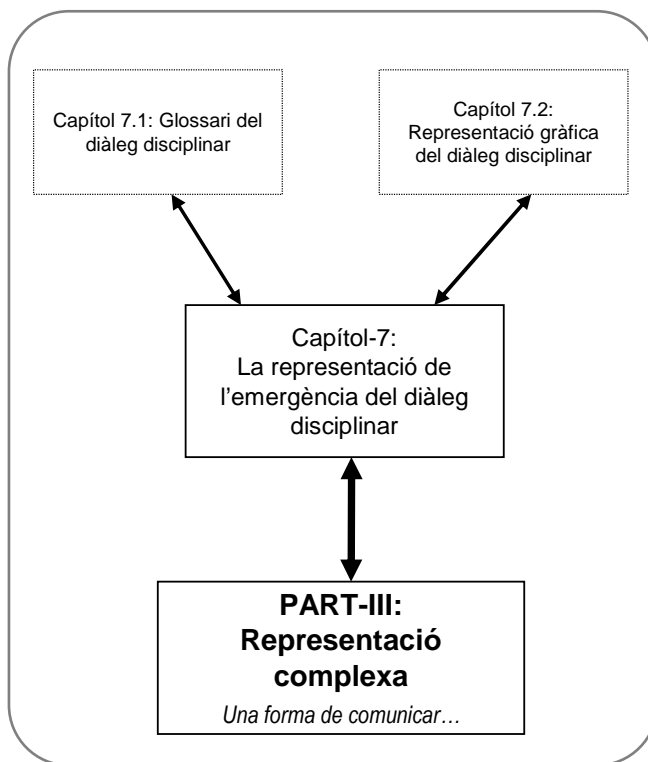 Capítol 7.1: Glossari del
diàleg disciplinar
Capítol 7.2:
Representació gràfica
del diàleg disciplinar
Capítol-7:
La representació de
l’emergència del diàleg
disciplinar
PART-III:
Representació
complexa
Una forma de comunicar…